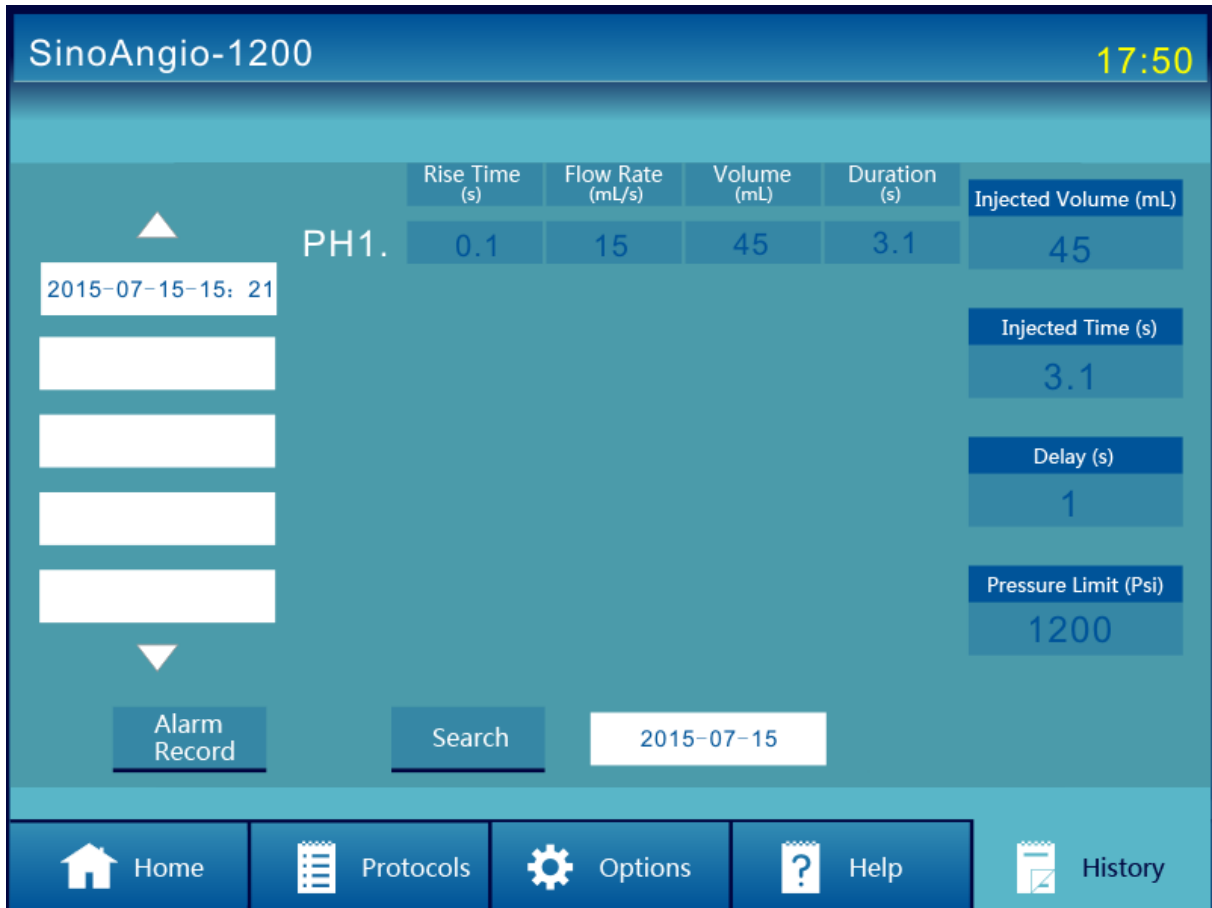 SinoAngio-1200
17:50
Rise Time Flow Rate Volume Duration
(s) (mL/s) (mL) (s)
PH1. 0.1 15 45 3.1
Injected Volume (mL)
45
2015-07-15-15: 21
Injected Time (s)
3.1
Delay (s)
1
Pressure Limit (Psi)
1200
Alarm
Record
Search
2015-07-15
Home
Protocols
Options
Help
History